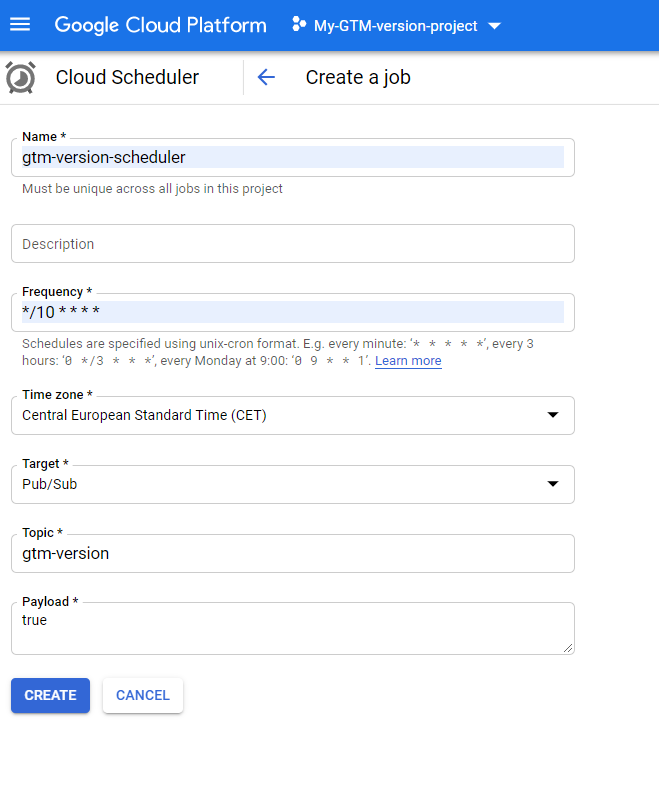 Google Cloud Platform My-GTM-version-project
Cloud Scheduler Create a job
Name *
gtm-version-scheduler
Must be unique across all jobs in this project
Description
Frequency *
*/10 * * * *
Schedules are specified using unix-cron format. E.g. every minute: ‘* * * * *’, every 3
hours: ‘0 */3 * * *’, every Monday at 9:00: ‘0 9 * * 1’. Learn more
Time zone *
Central European Standard Time (CET)
Target *
Pub/Sub
Topic *
gtm-version
Payload *
true
CREATE CANCEL